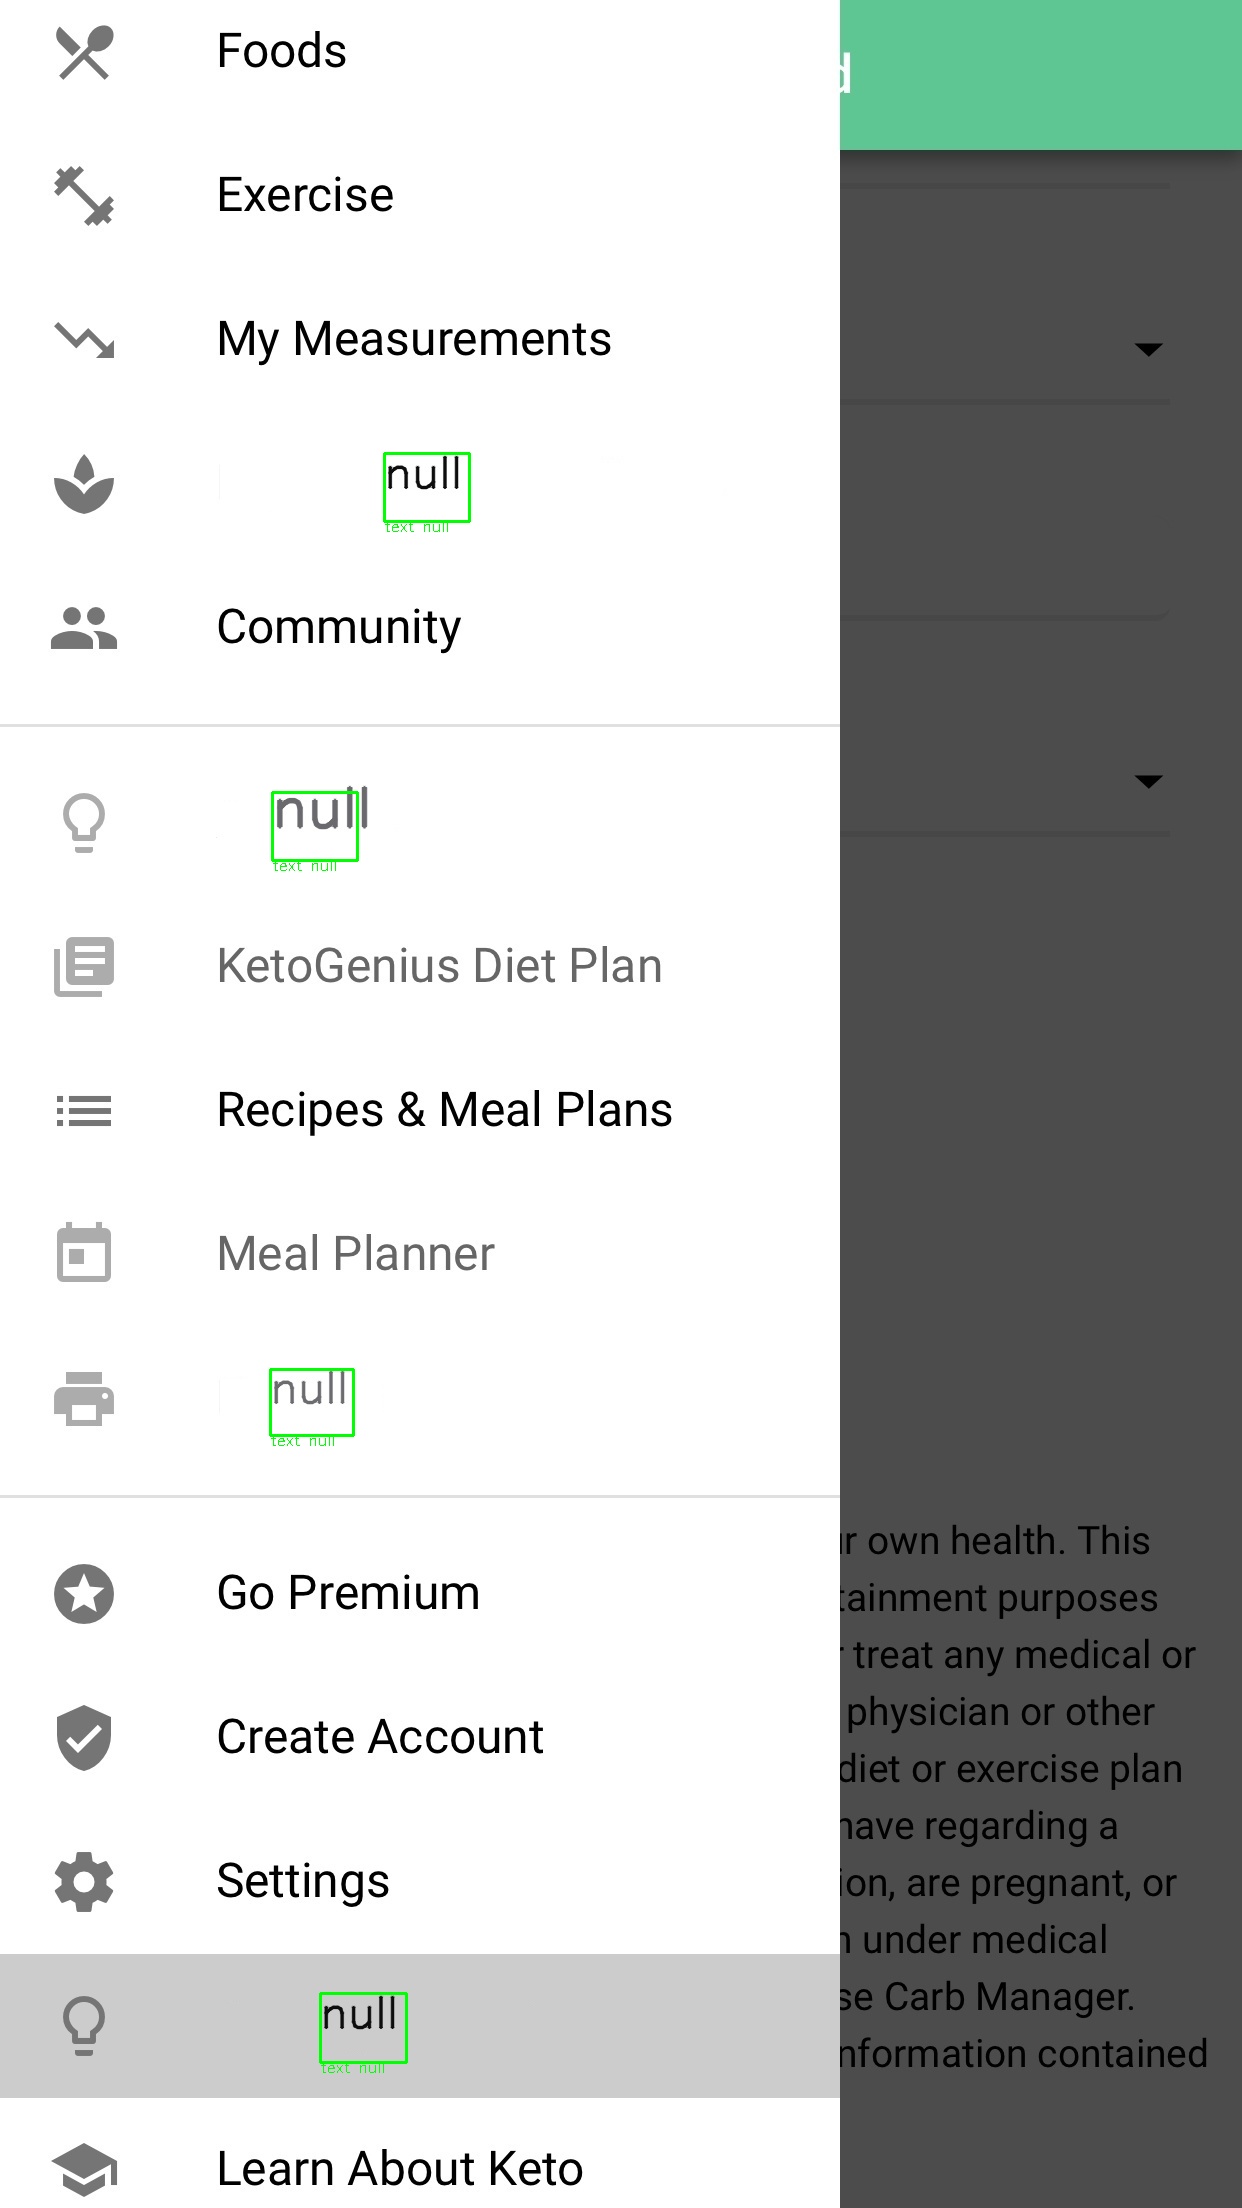 Foods
d
Exercise
My Measurements
null
text null
Community
null
text null
KetoGenius Diet Plan
Recipes & Meal Plans
Meal Planner
null
text null
Go Premium
Create Account
Settings
null
text null
Learn About Keto
r own health. This
tainment purposes
r treat any medical or
physician or other
diet or exercise plan
have regarding a
ion, are pregnant, or
n under medical
se Carb Manager.
nformation contained